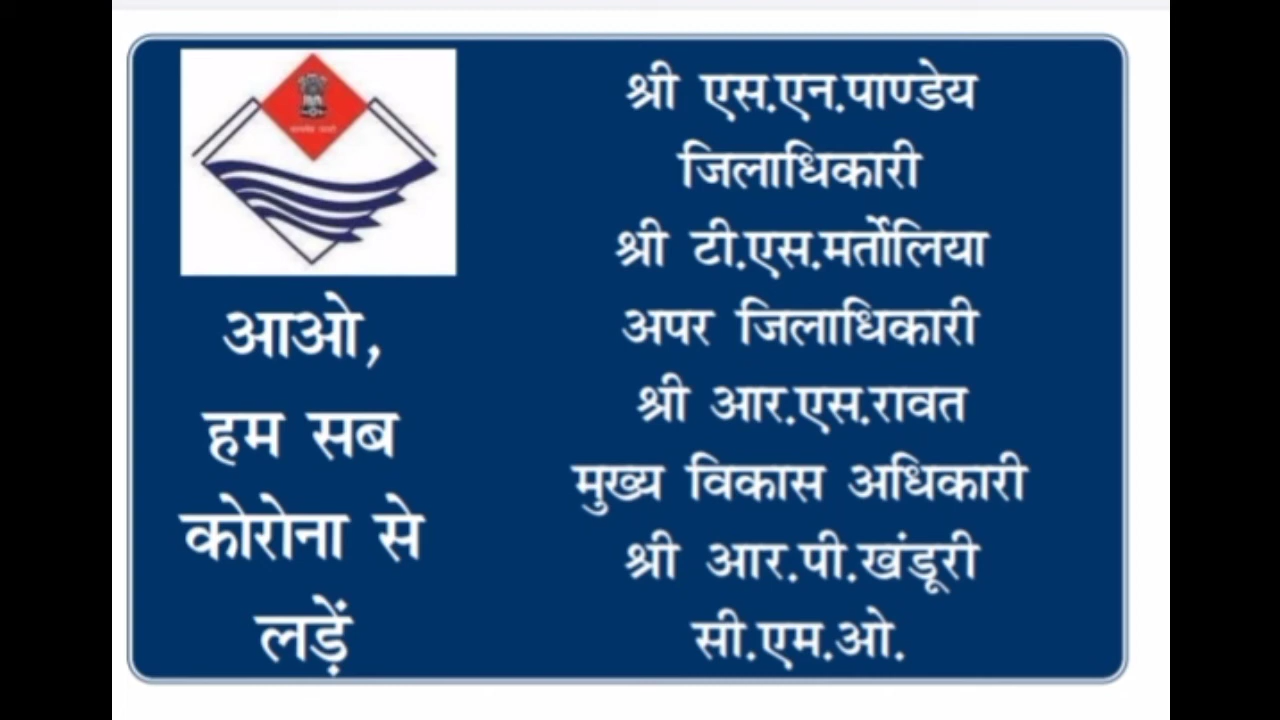 आओ,
हम सब
कोरोना से
लड़ें
श्री एस.एन.पाण्डेय
जिलाधिकारी
श्री टी.एस.मर्तोलिया
अपर जिलाधिकारी
श्री आर.एस.रावत
मुख्य विकास अधिकारी
श्री आर.पी.खंडूरी
सी.एम.ओ.